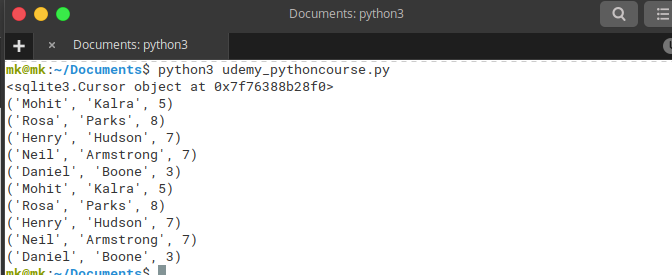 Documents: python3
Documents: python3
mk@mk:~/Documents$ python3 udemy_pythoncourse.py
<sqlite3.Cursor object at 0x7f76388b28f0>
('Mohit', 'Kalra', 5)
('Rosa', 'Parks', 8)
('Henry', 'Hudson', 7)
('Neil', 'Armstrong', 7)
('Daniel', 'Boone', 3)
('Mohit', 'Kalra', 5)
('Rosa', 'Parks', 8)
('Henry', 'Hudson', 7)
('Neil', 'Armstrong', 7)
('Daniel', 'Boone', 3)
mk@mk:~/Documents$